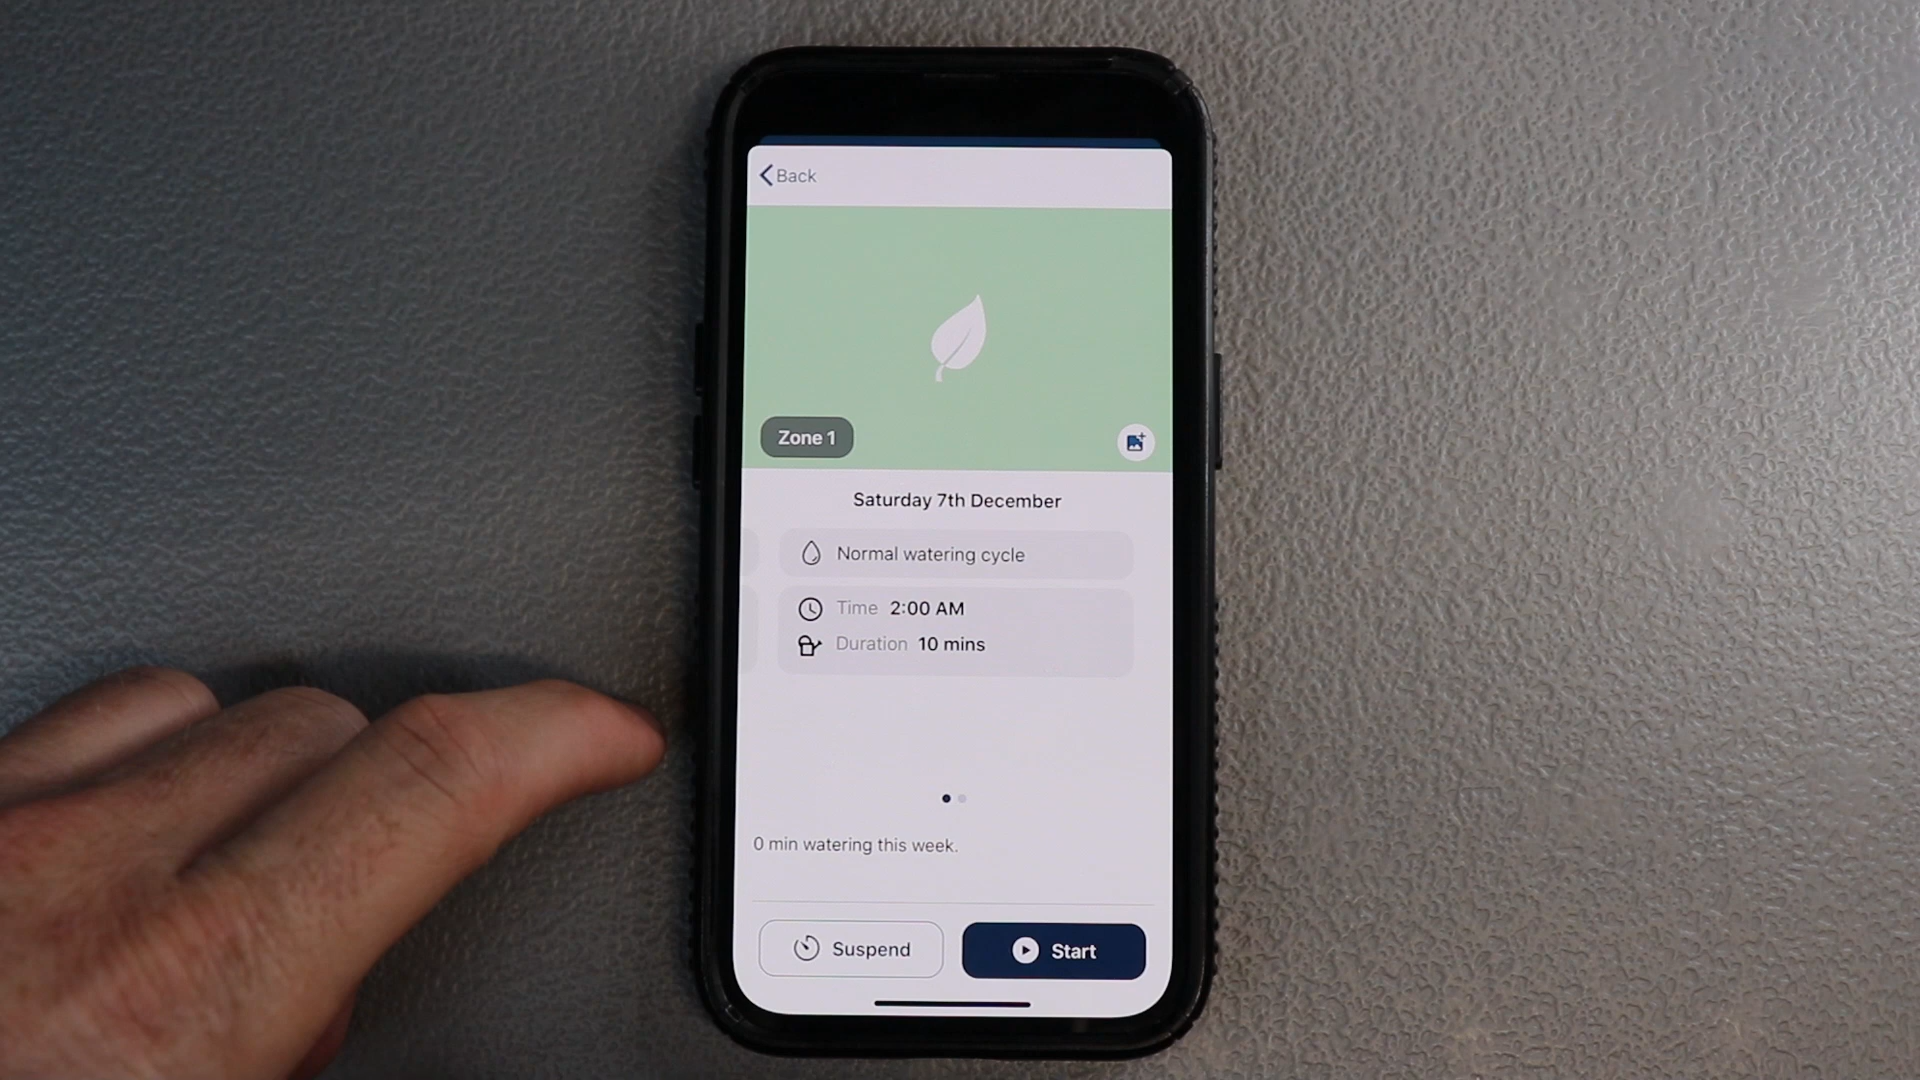 Back
Zone 1
Saturday 7th December
Normal watering cycle
Time 2:00 AM
Duration 10 mins
0 min watering this week.
Suspend
Start